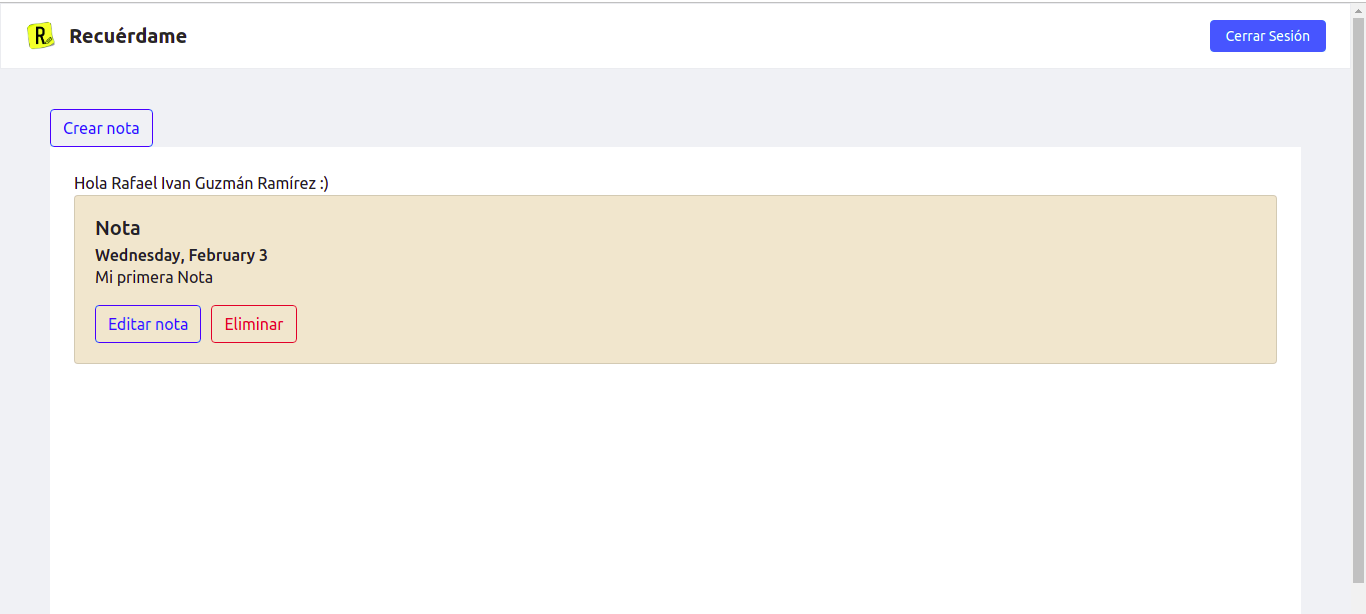 R Recuérdame
Cerrar Sesión
Crear nota
Hola Rafael Ivan Guzmán Ramírez :)
Nota
Wednesday, February 3
Mi primera Nota
Editar nota Eliminar